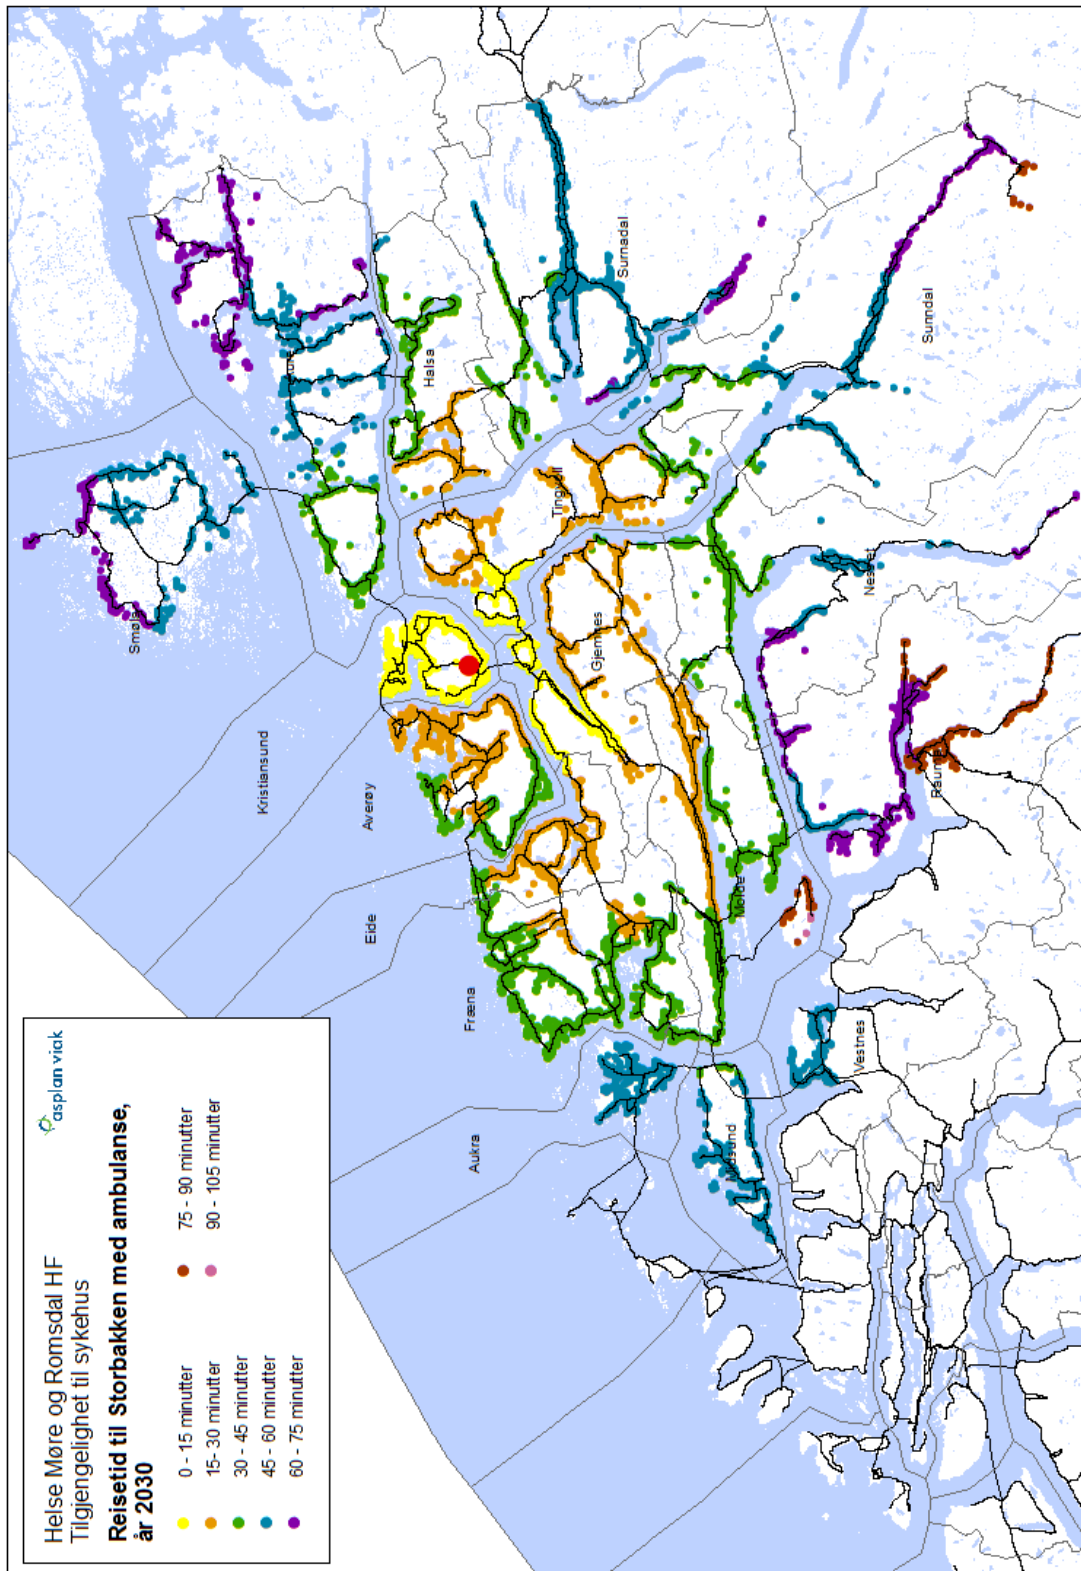 Helse Møre og Romsdal HF
Tilgjengelighet til sykehus
asplan viak
Reisetid til Storbakken med ambulanse,
år 2030
0 - 15 minutter
15- 30 minutter
30 - 45 minutter
45 - 60 minutter
60 - 75 minutter
75 - 90 minutter
90 - 105 minutter
Smøla
Kristiansund
Averøy
Eide
Fræna
Aukra
Halsa
Tingvoll
Gjemnes
Surnadal
Sunndal
Nesset
Molde
Rauma
Vestnes
Midsund